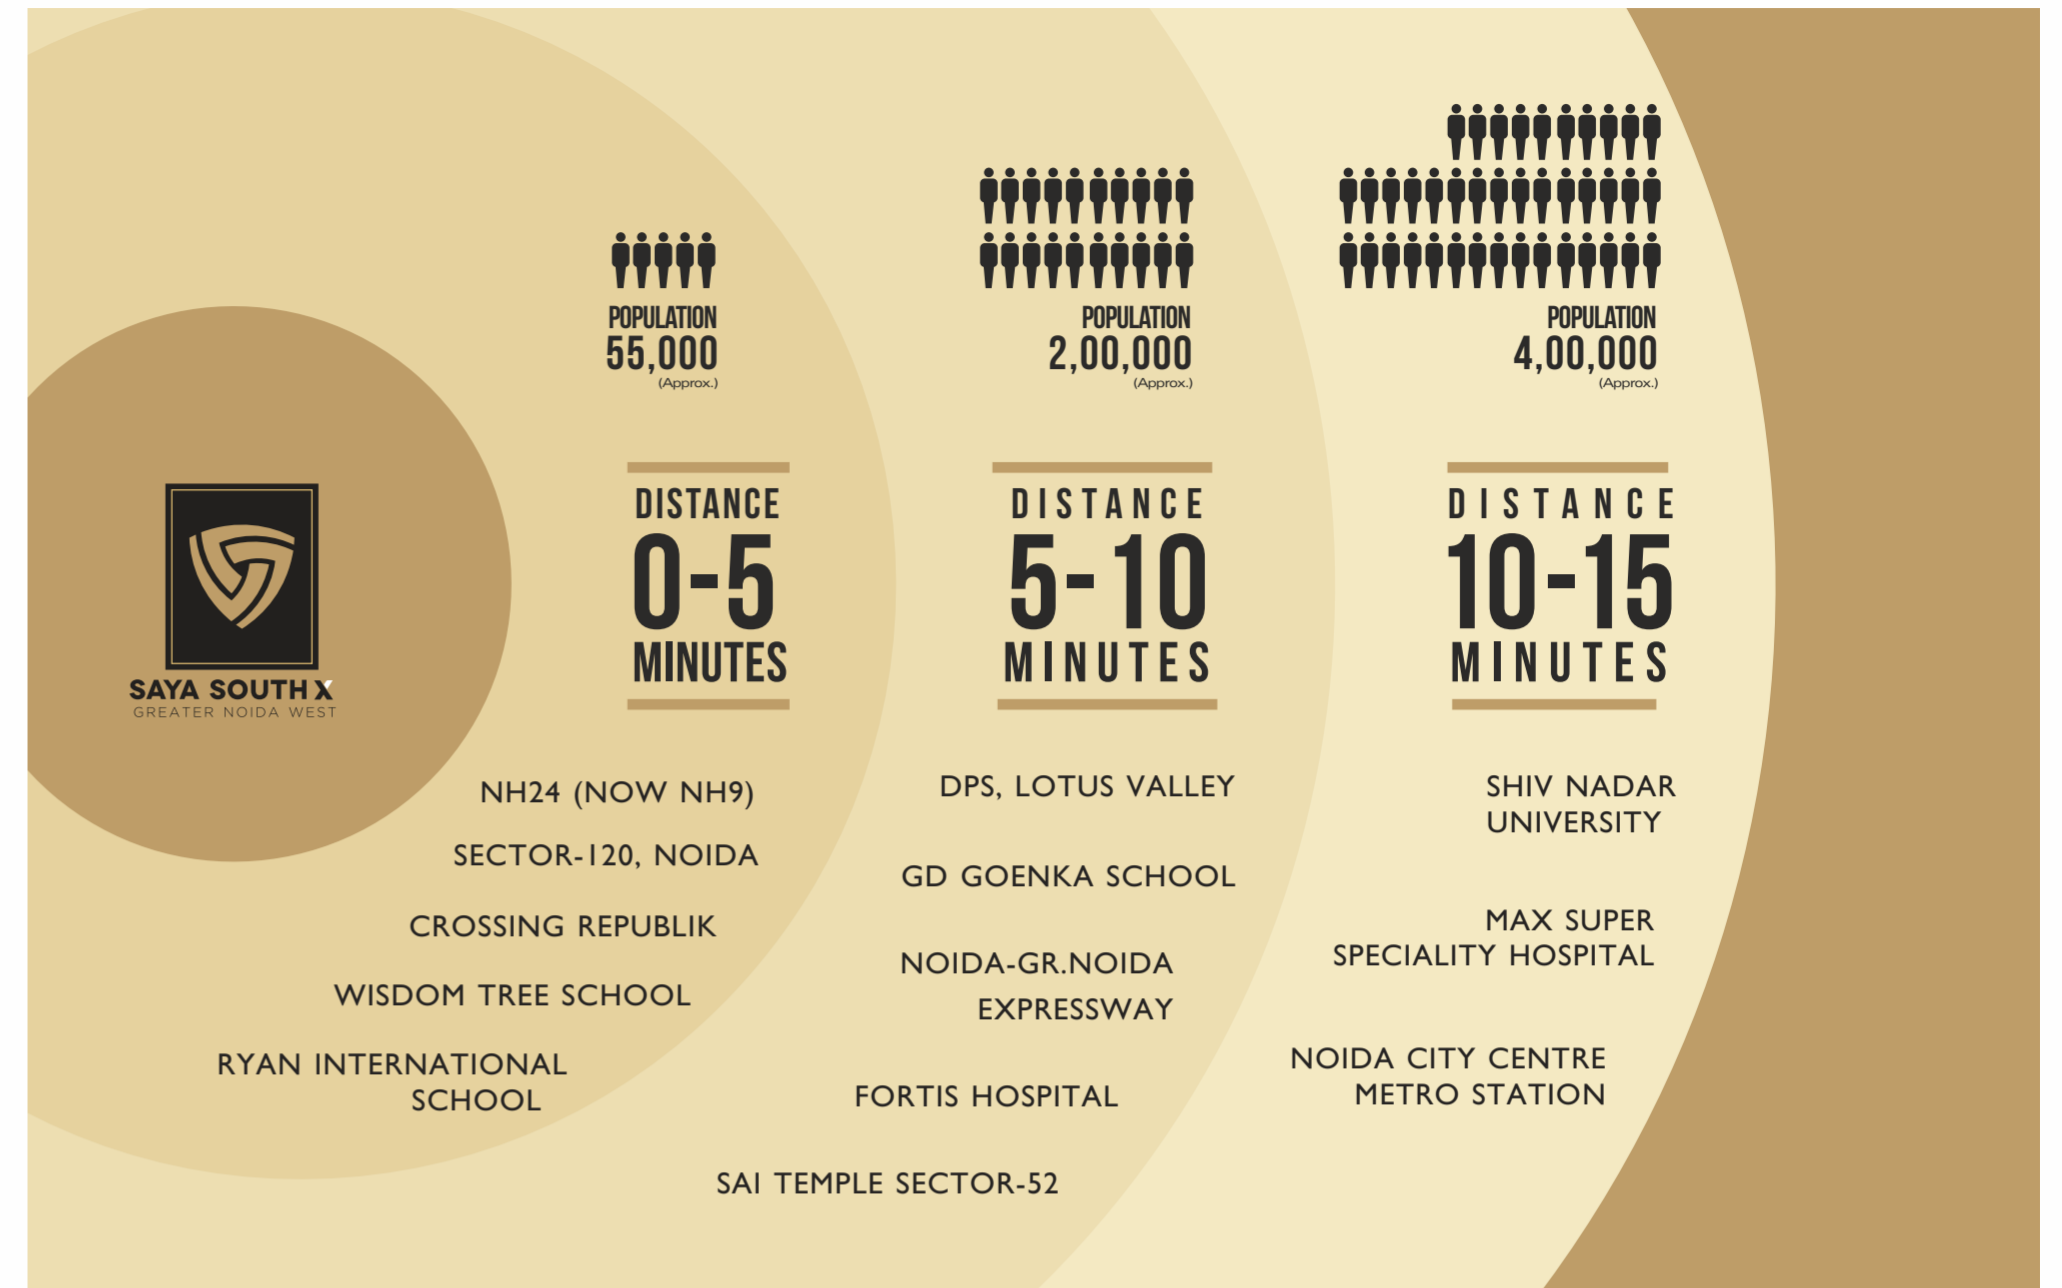 SAYA SOUTH X
GREATER NOIDA WEST
POPULATION
55,000
(Approx.)
DISTANCE
0-5
MINUTES
NH24 (NOW NH9)
SECTOR-120, NOIDA
CROSSING REPUBLIK
WISDOM TREE SCHOOL
RYAN INTERNATIONAL
SCHOOL
POPULATION
2,00,000
(Approx.)
DISTANCE
5-10
MINUTES
DPS, LOTUS VALLEY
GD GOENKA SCHOOL
NOIDA-GR.NOIDA
EXPRESSWAY
FORTIS HOSPITAL
SAI TEMPLE SECTOR-52
POPULATION
4,00,000
(Approx.)
DISTANCE
10-15
MINUTES
SHIV NADAR
UNIVERSITY
MAX SUPER
SPECIALITY HOSPITAL
NOIDA CITY CENTRE
METRO STATION